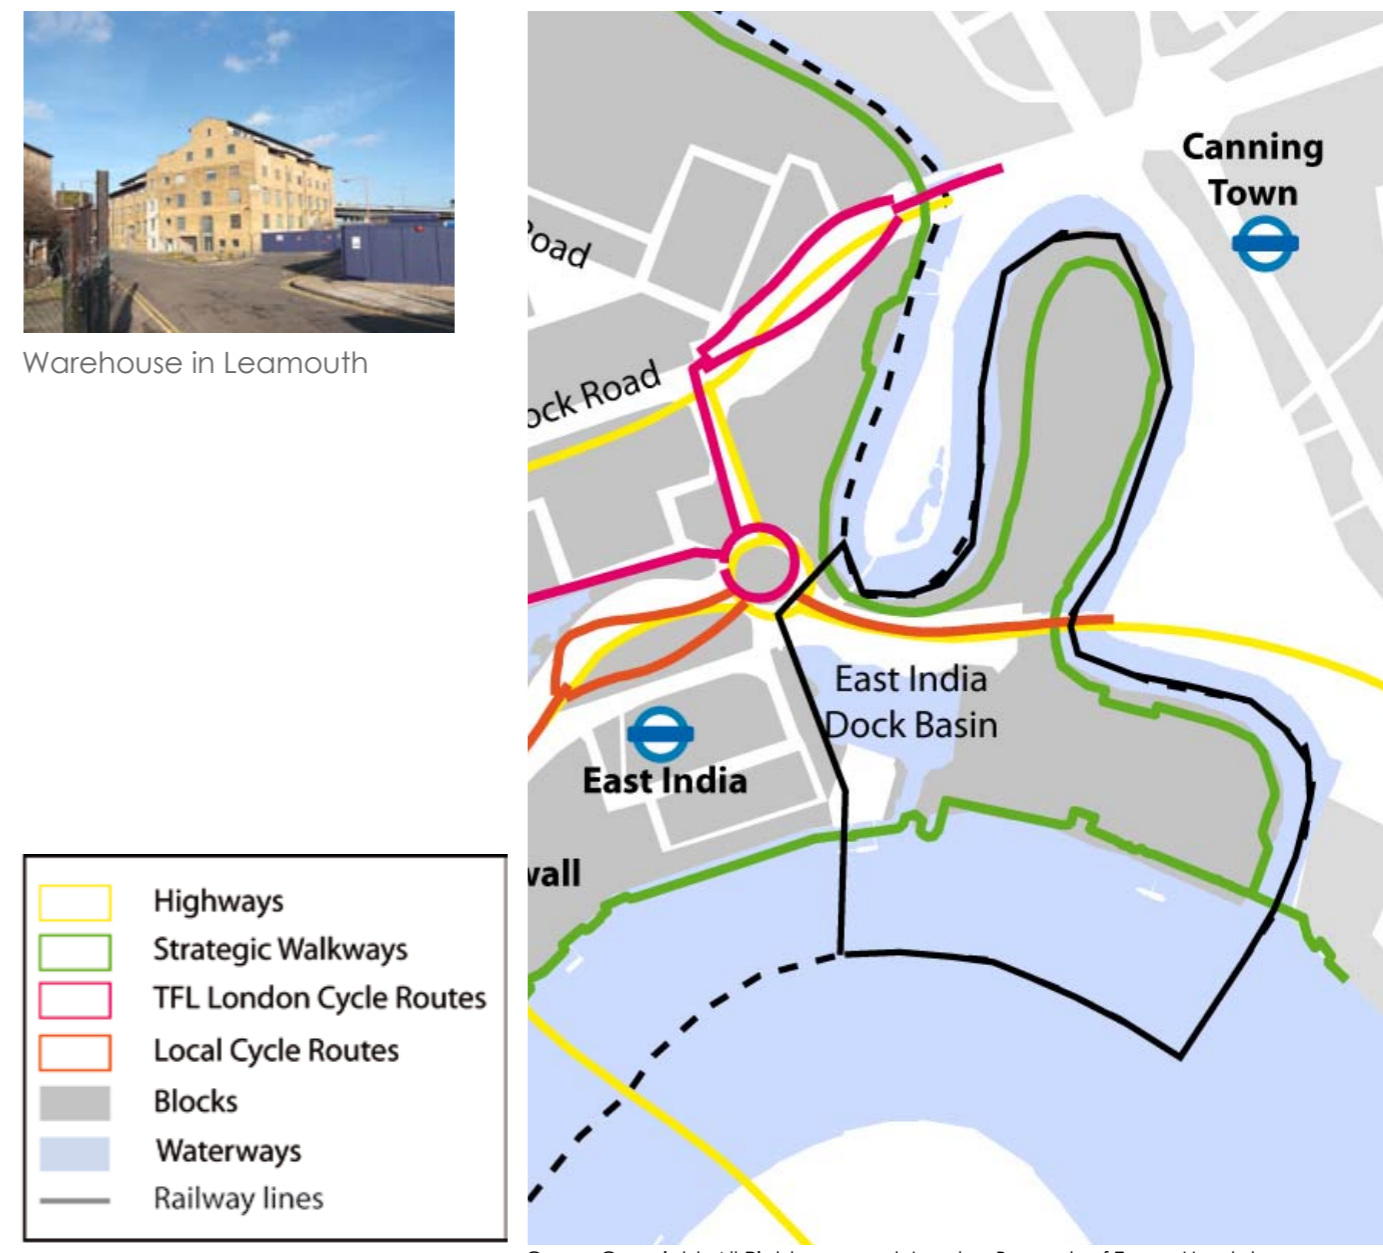 Warehouse in Leamouth
Canning
Town
Road
ock Road
East India
Dock Basin
East India
wall
Highways
Strategic Walkways
TFL London Cycle Routes
Local Cycle Routes
Blocks
Waterways
Railway lines